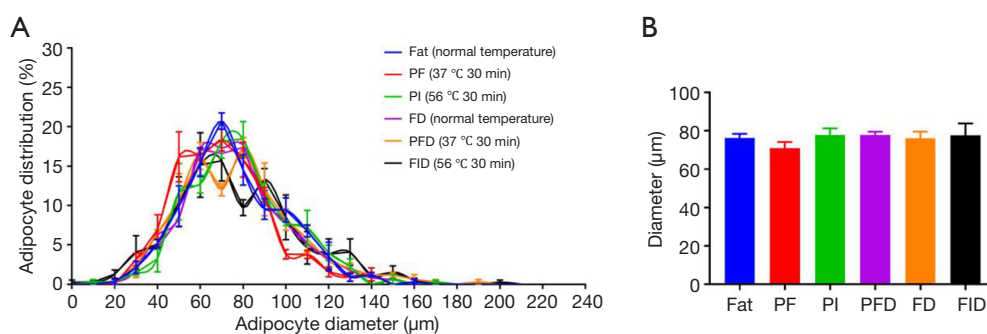 A
Adipocyte distribution (%)
30
25
20
15
10
5
0
0 20 40 60 80 100 120 140 160 180 200 220 240
Adipocyte diameter (μm)
Fat (normal temperature)
PF (37 ℃ 30 min)
PI (56 ℃ 30 min)
FD (normal temperature)
PFD (37 ℃ 30 min)
FID (56 ℃ 30 min)
B
Diameter (μm)
100
80
60
40
20
0
Fat PF PI PFD FD FID